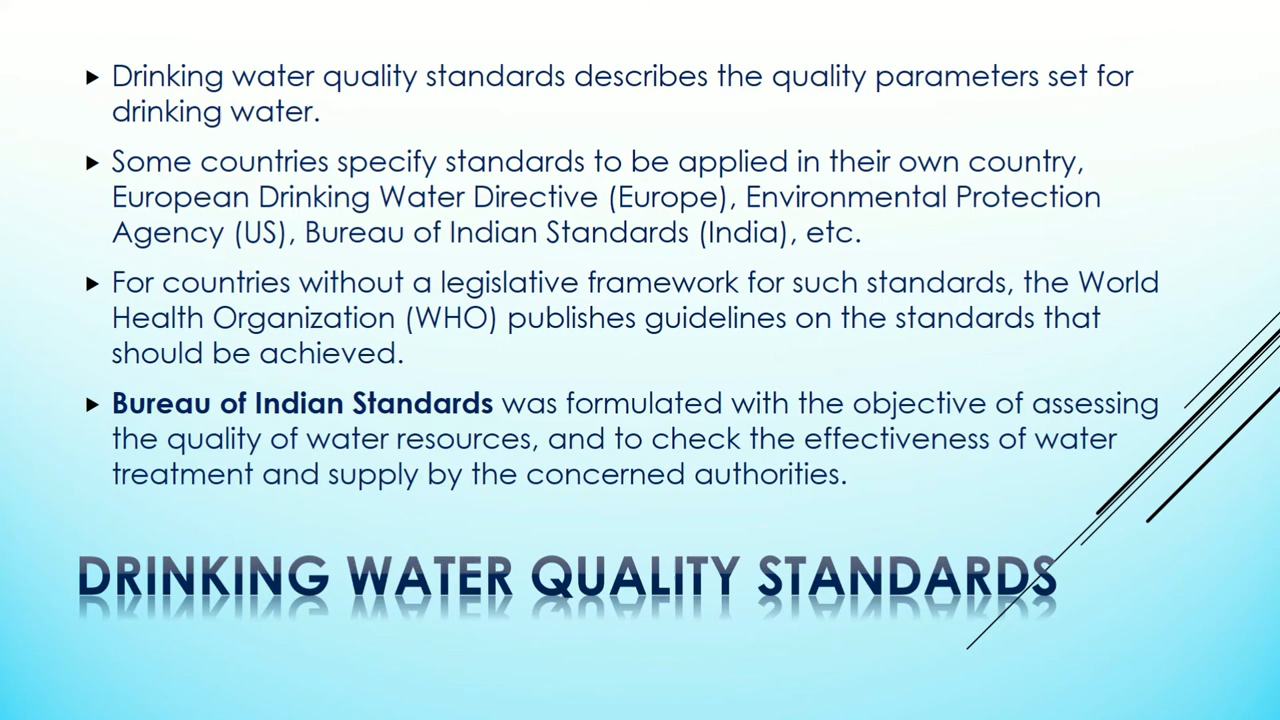 Drinking water quality standards describes the quality parameters set for
drinking water.
Some countries specify standards to be applied in their own country,
European Drinking Water Directive (Europe), Environmental Protection
Agency (US), Bureau of Indian Standards (India), etc.
For countries without a legislative framework for such standards, the World
Health Organization (WHO) publishes guidelines on the standards that
should be achieved.
Bureau of Indian Standards was formulated with the objective of assessing
the quality of water resources, and to check the effectiveness of water
treatment and supply by the concerned authorities.
DRINKING WATER QUALITY STANDARDS